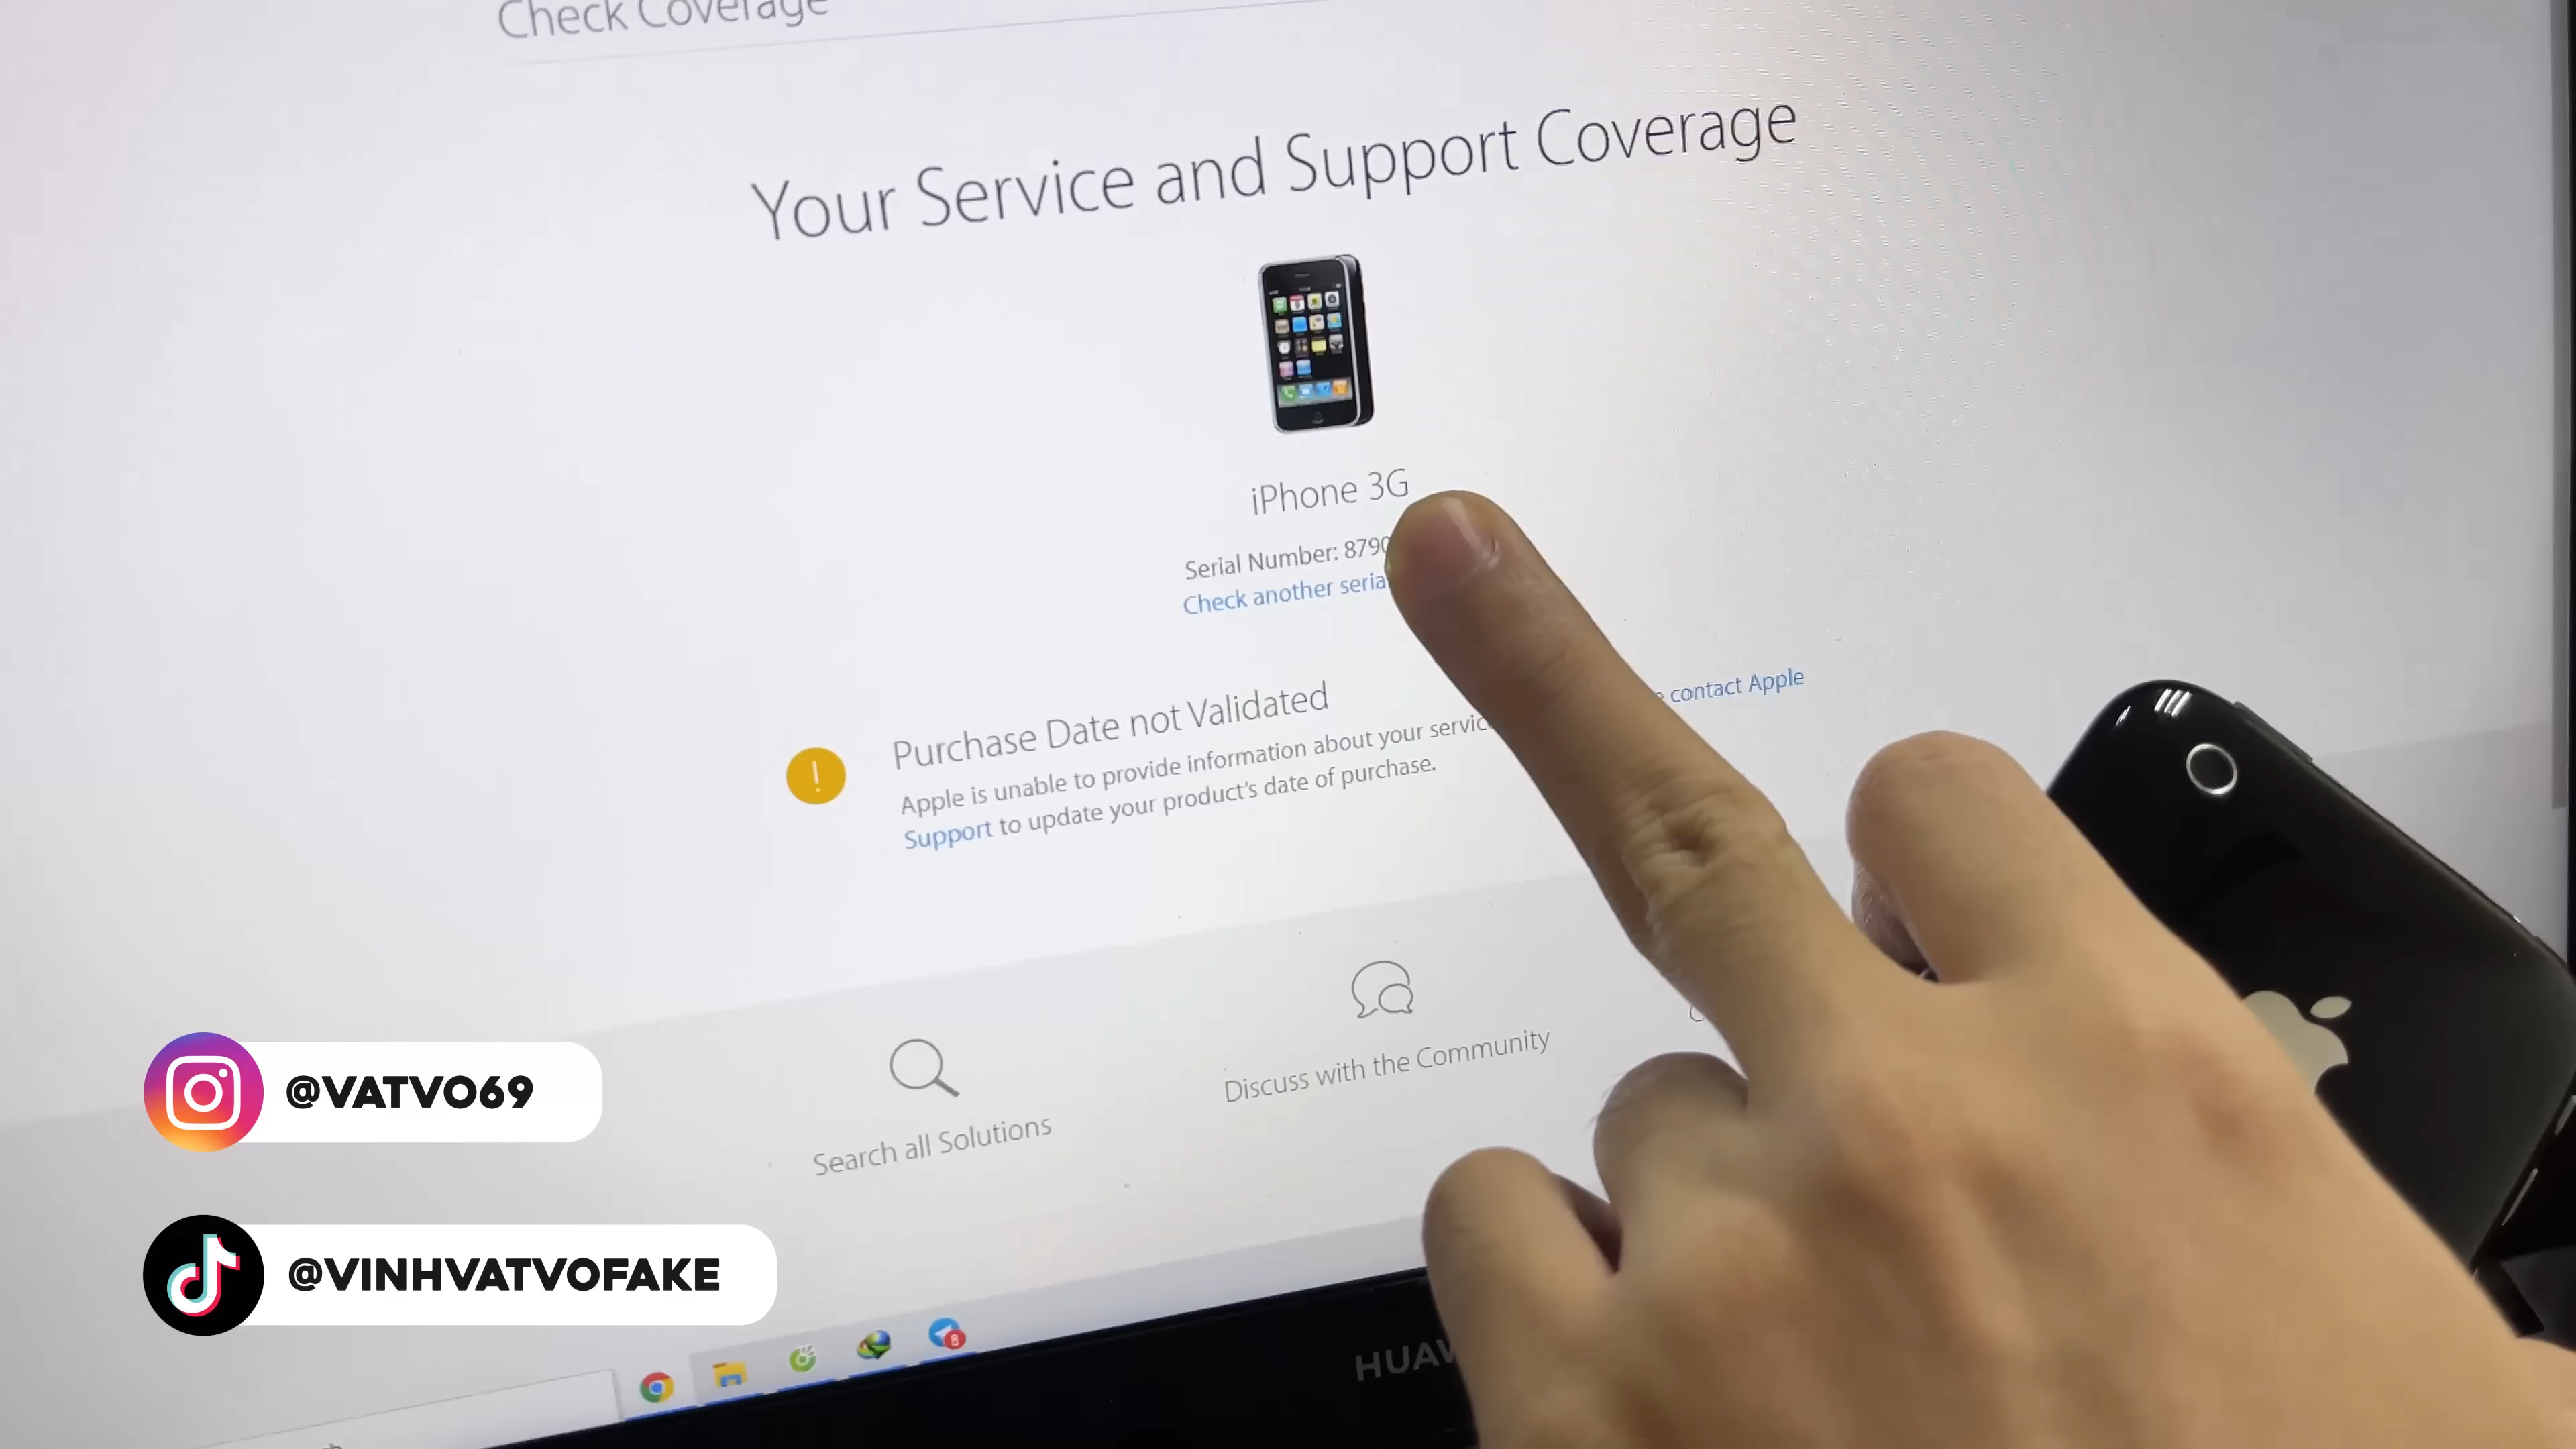 Check Coverage
Your Service and Support Coverage
iPhone 3G
Serial Number: 8790
Check another seria
Purchase Date not Validated
Apple is unable to provide information about your servic
contact Apple
Support to update your product's date of purchase.
Search all Solutions
Discuss with the Community
@VATVO69
@VINHVATVOFAKE
8
HUAW